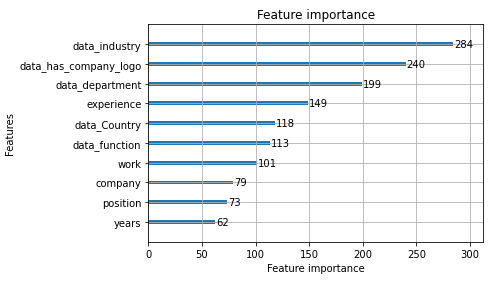 Feature importance
data_industry 284
data_has_company_logo 240
data_department 199
experience 149
data_Country 118
data_function 113
work 101
company 79
position 73
years 62
Features
0 50 100 150 200 250 300
Feature importance